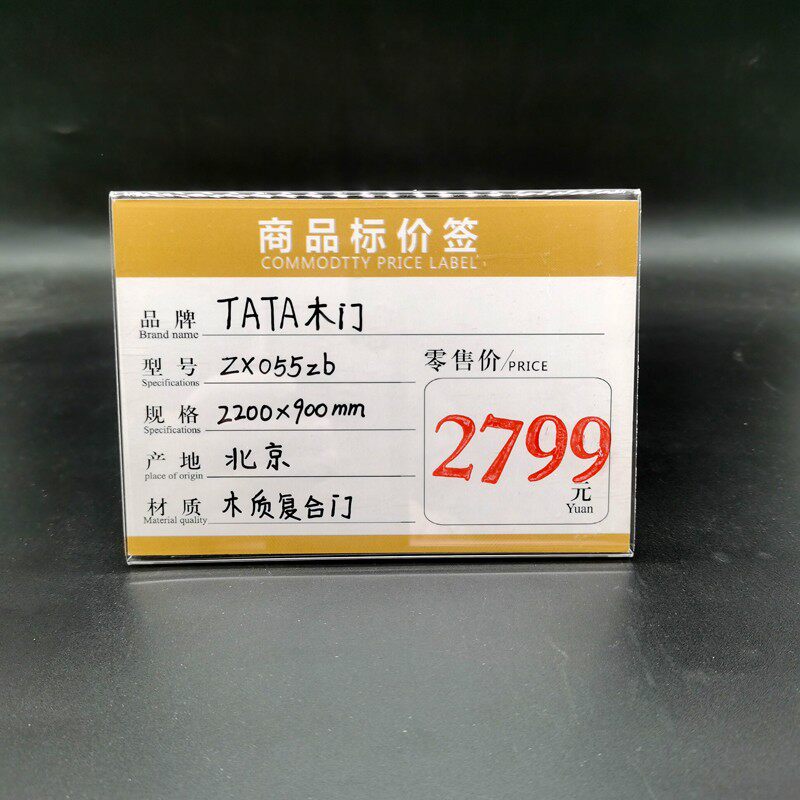 商品标价签
COMMODTTY PRICE LABEL
品牌 TATA木门
Brand name
型号 ZX055zb
Specifications
零售价/PRICE
规格 2200×900mm
Specifications
2799
产地 北京
place of origin
元
Yuan
材质 木质复合门
Material quality